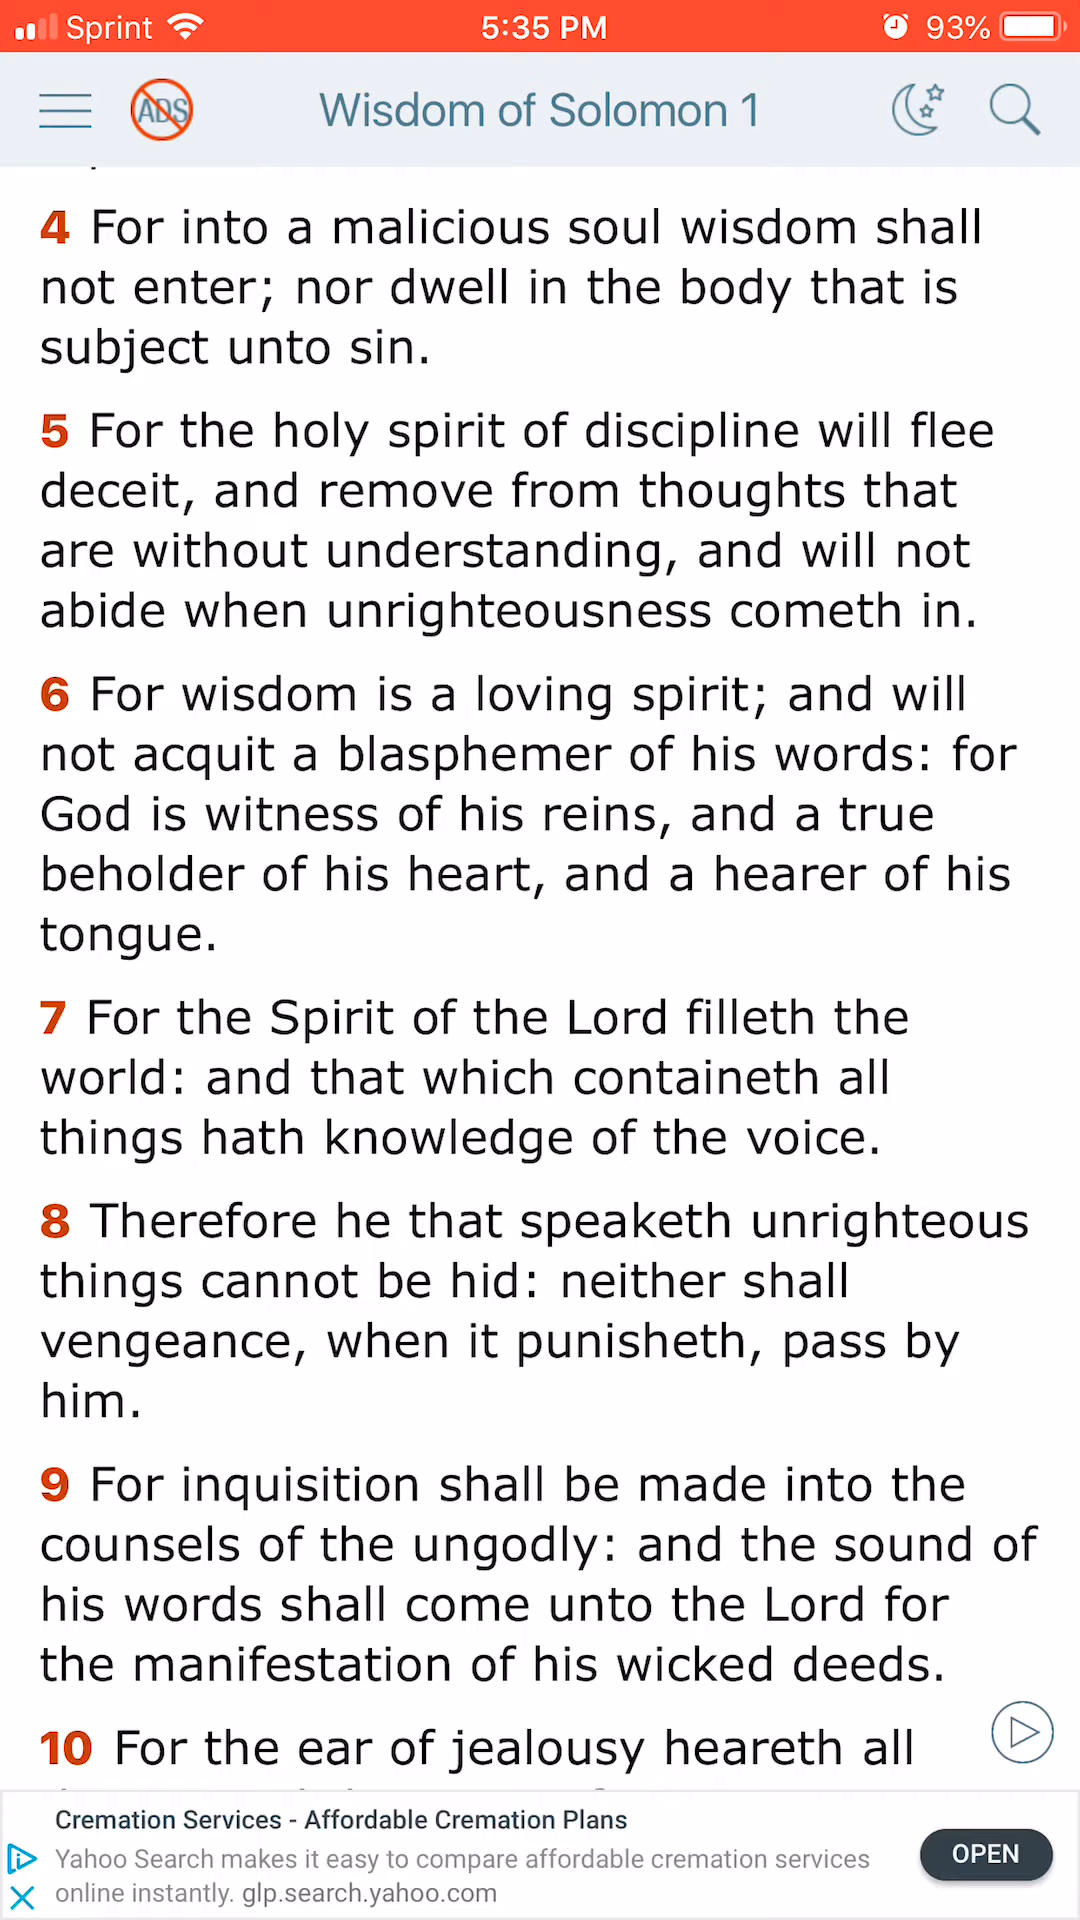 Sprint 5:35 PM 93%
ADS Wisdom of Solomon 1
4 For into a malicious soul wisdom shall
not enter; nor dwell in the body that is
subject unto sin.
5 For the holy spirit of discipline will flee
deceit, and remove from thoughts that
are without understanding, and will not
abide when unrighteousness cometh in.
6 For wisdom is a loving spirit; and will
not acquit a blasphemer of his words: for
God is witness of his reins, and a true
beholder of his heart, and a hearer of his
tongue.
7 For the Spirit of the Lord filleth the
world: and that which containeth all
things hath knowledge of the voice.
8 Therefore he that speaketh unrighteous
things cannot be hid: neither shall
vengeance, when it punisheth, pass by
him.
9 For inquisition shall be made into the
counsels of the ungodly: and the sound of
his words shall come unto the Lord for
the manifestation of his wicked deeds.
10 For the ear of jealousy heareth all
Cremation Services - Affordable Cremation Plans
Yahoo Search makes it easy to compare affordable cremation services
online instantly. glp.search.yahoo.com
OPEN